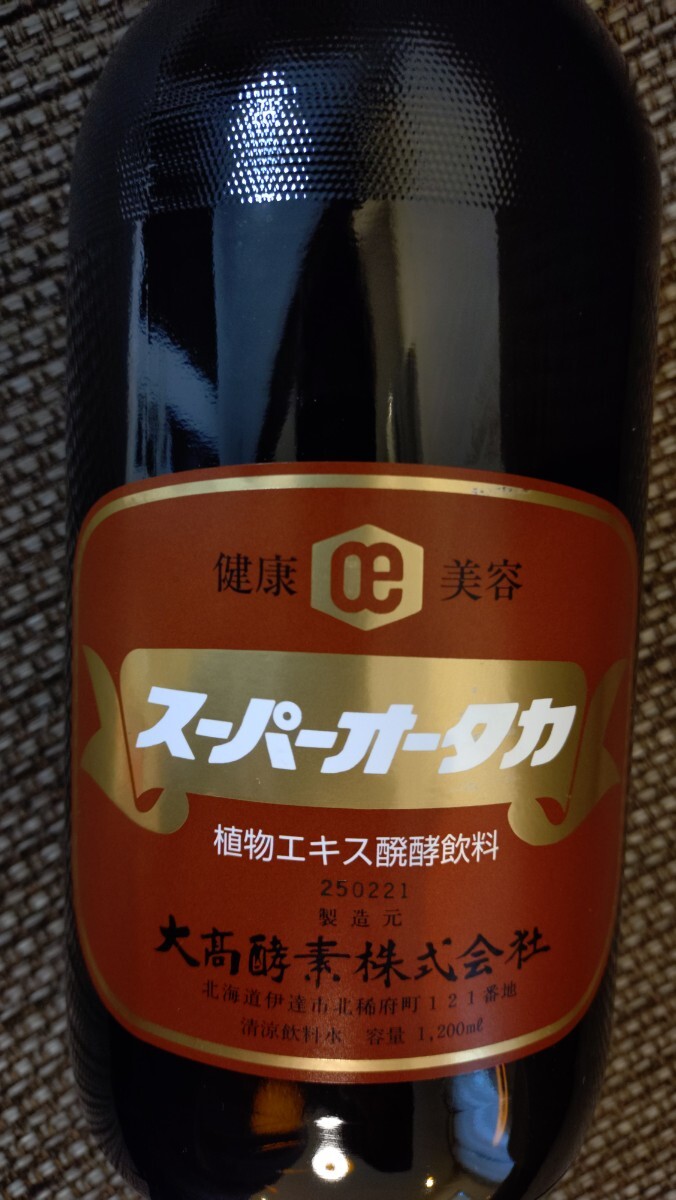 健康 œ 美容
スーパーオータカ
植物エキス醗酵飲料
250221
製造元
大髙酵素株式会社
北海道伊達市北稀府町121番地
清涼飲料水 容量 1,200mℓ